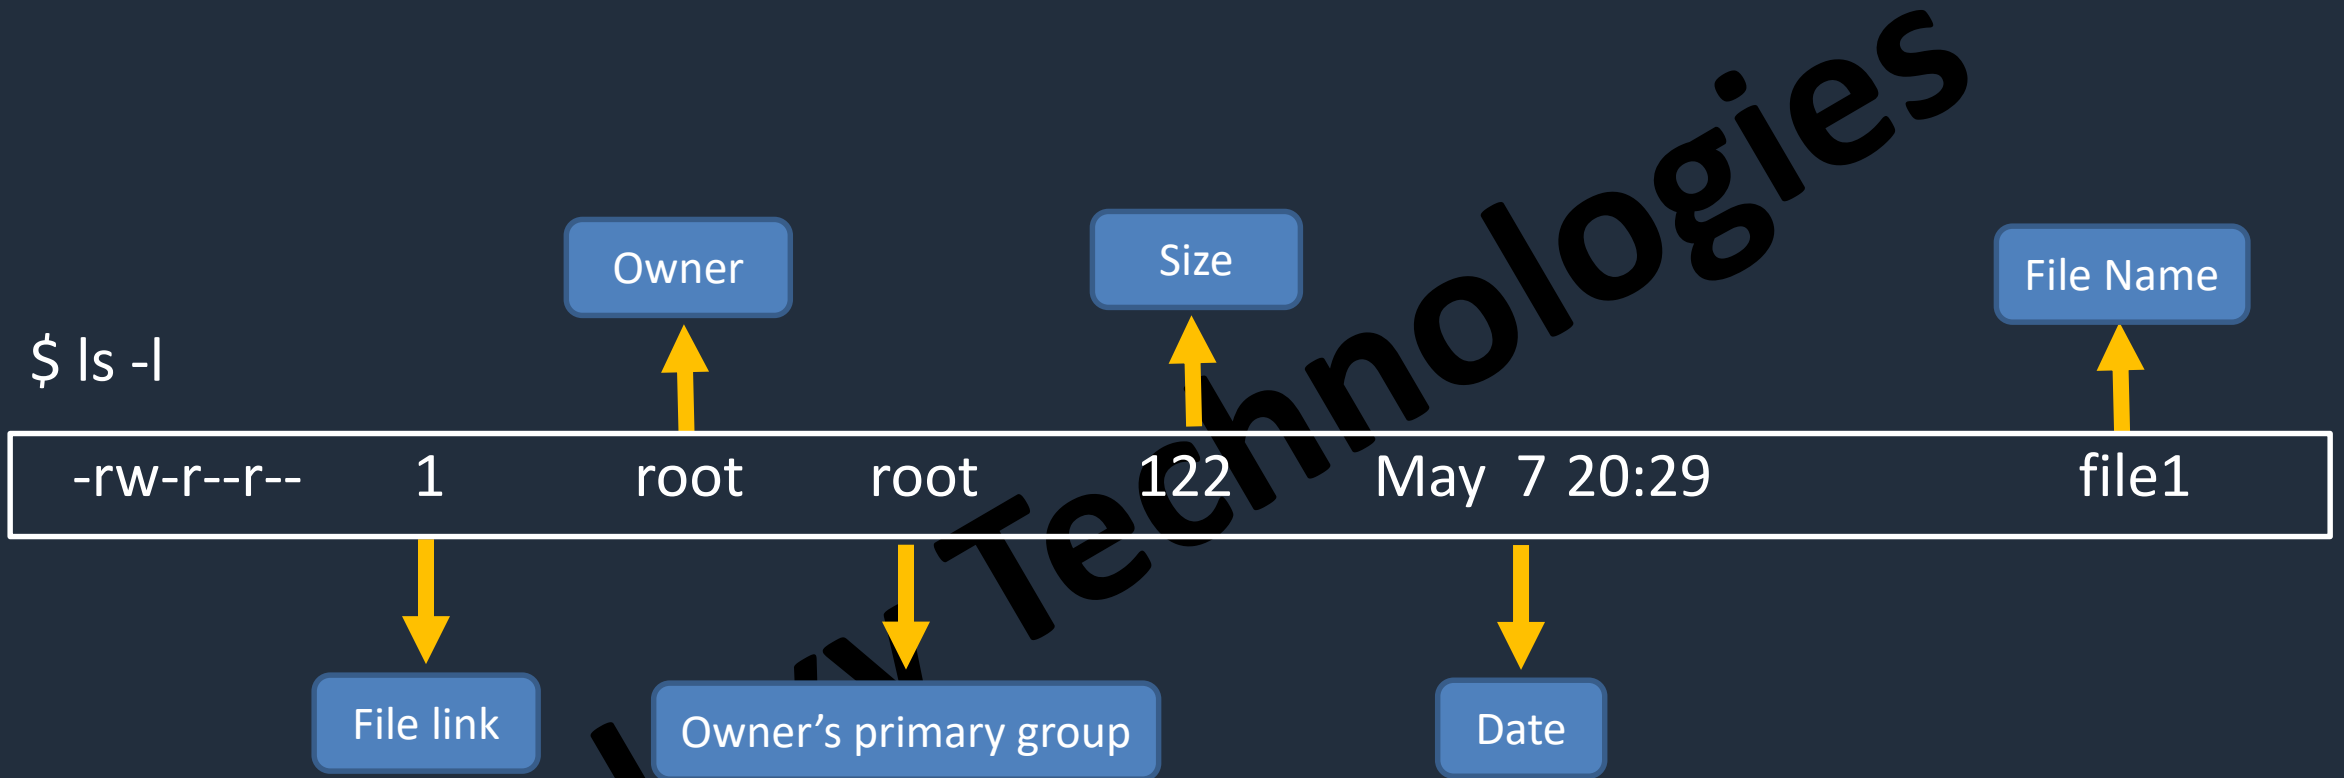 Owner
Size
File Name
$ ls -l
-rw-r--r-- 1 root root 122 May 7 20:29 file1
File link
Owner’s primary group
Date
Technologies